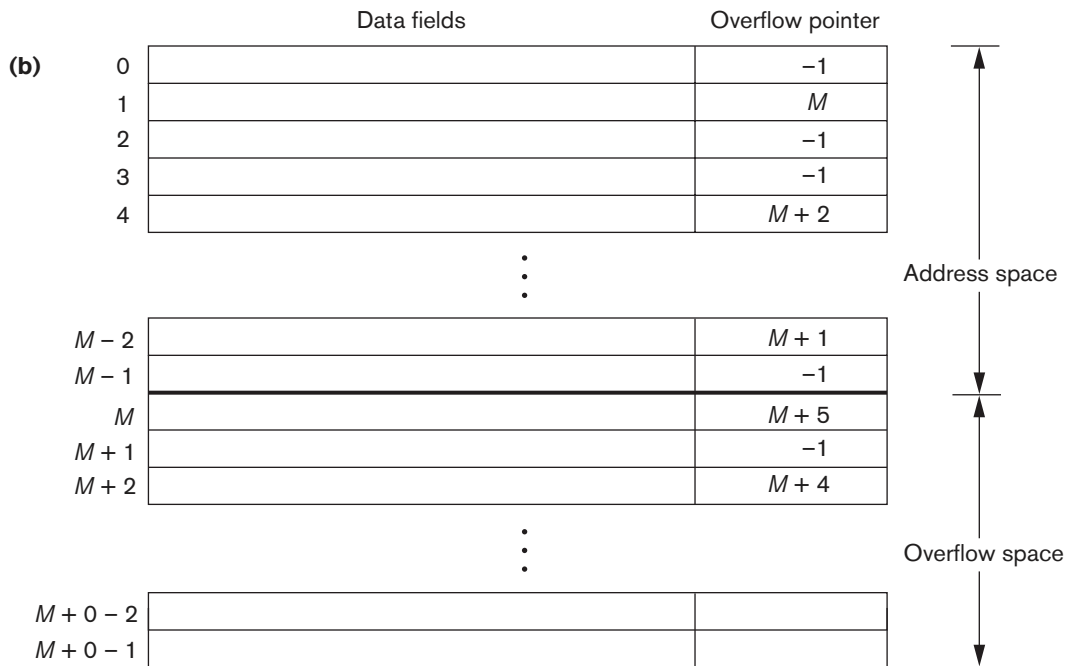 Data fields Overflow pointer
(b) 0 –1
1 M
2 –1
3 –1
4 M + 2
Address space
M – 2 M + 1
M – 1 –1
M M + 5
M + 1 –1
M + 2 M + 4
Overflow space
M + 0 – 2
M + 0 – 1